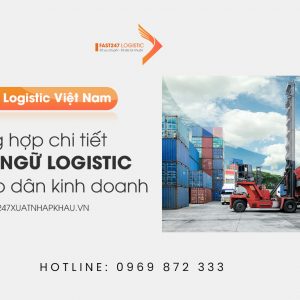 FAST247 LOGISTIC
Logistic Việt Nam
g hợp chi tiết
NGỮ LOGISTIC
o dân kinh doanh
247XUATNHAPKHAU.VN
HOTLINE: 0969 872 333